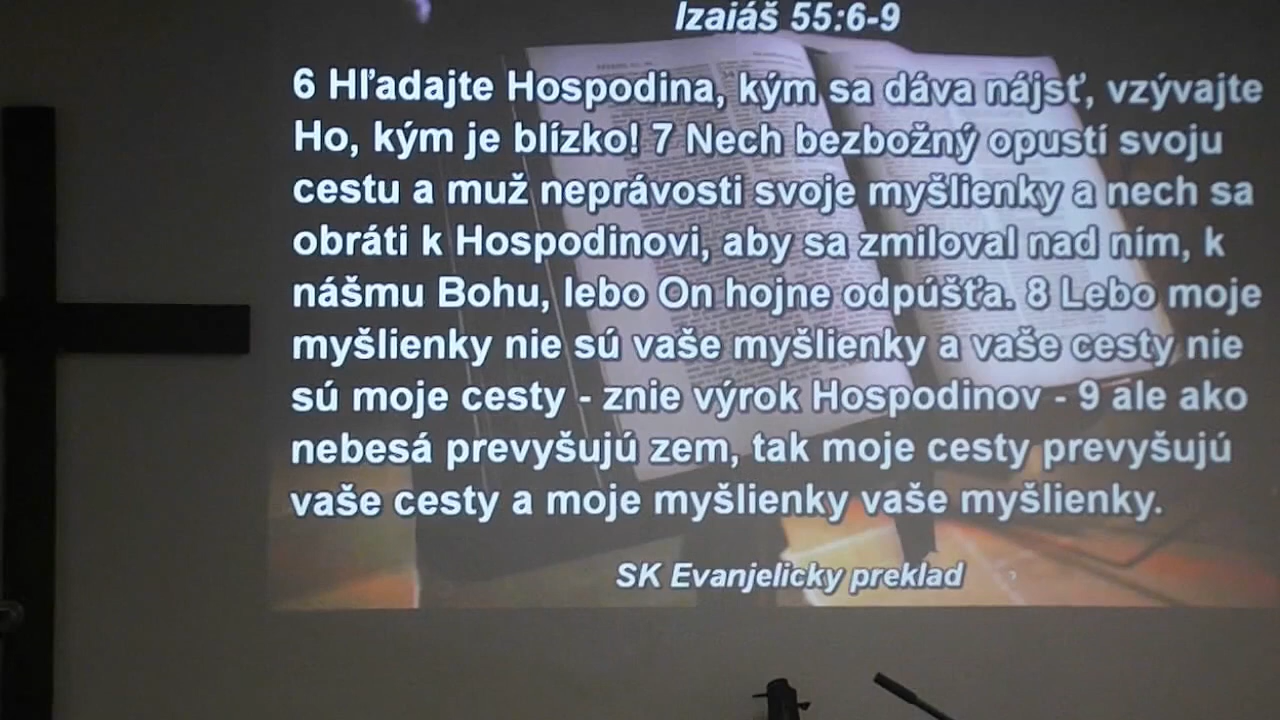 Izaiáš 55:6-9
6 Hľadajte Hospodina, kým sa dáva nájsť, vzývajte
Ho, kým je blízko! 7 Nech bezbožný opustí svoju
cestu a muž neprávosti svoje myšlienky a nech sa
obráti k Hospodinovi, aby sa zmiloval nad ním, k
nášmu Bohu, lebo On hojne odpúšťa. 8 Lebo moje
myšlienky nie sú vaše myšlienky a vaše cesty nie
sú moje cesty - znie výrok Hospodinov - 9 ale ako
nebesá prevyšujú zem, tak moje cesty prevyšujú
vaše cesty a moje myšlienky vaše myšlienky.
SK Evanjelicky preklad